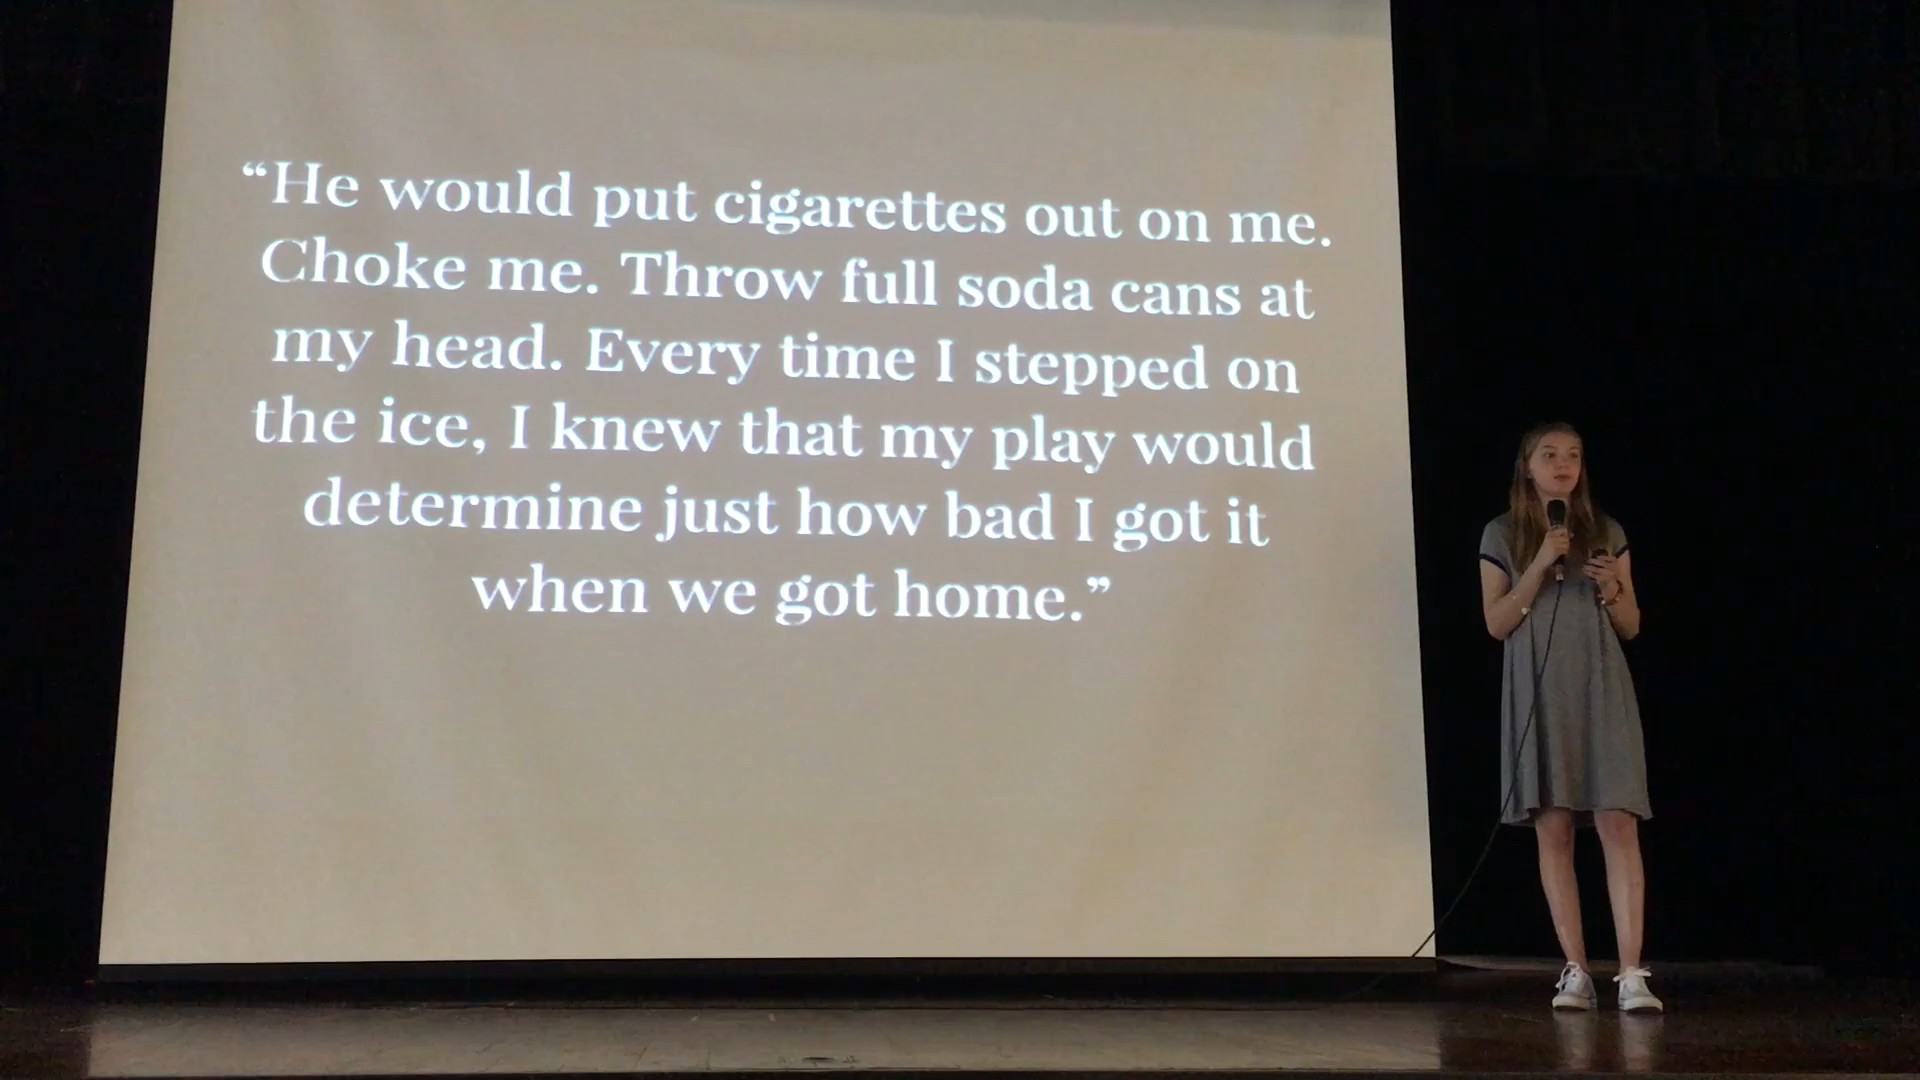 “He would put cigarettes out on me.
Choke me. Throw full soda cans at
my head. Every time I stepped on
the ice, I knew that my play would
determine just how bad I got it
when we got home.”